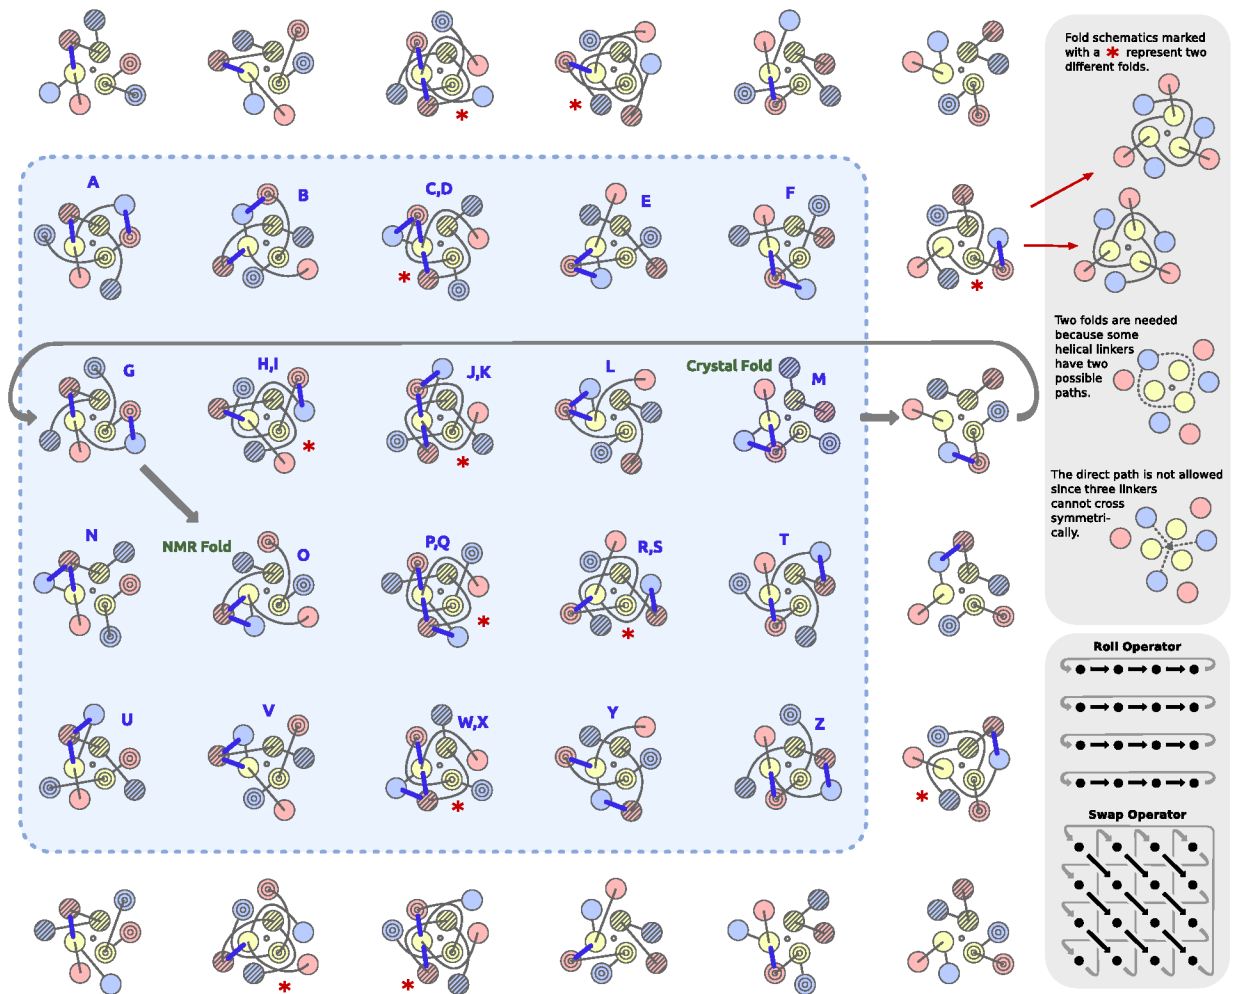 Fold schematics marked
with a * represent two
different folds.
*
*
A
B
C,D
E
F
*
*
Two folds are needed
because some
helical linkers
have two
possible
paths.
G
H,I
J,K
L
Crystal Fold
M
*
*
The direct path is not allowed
since three linkers
cannot cross
symmetri-
cally.
N
NMR Fold
O
P,Q
R,S
T
*
*
Roll Operator
U
V
W,X
Y
Z
*
*
Swap Operator
*
*